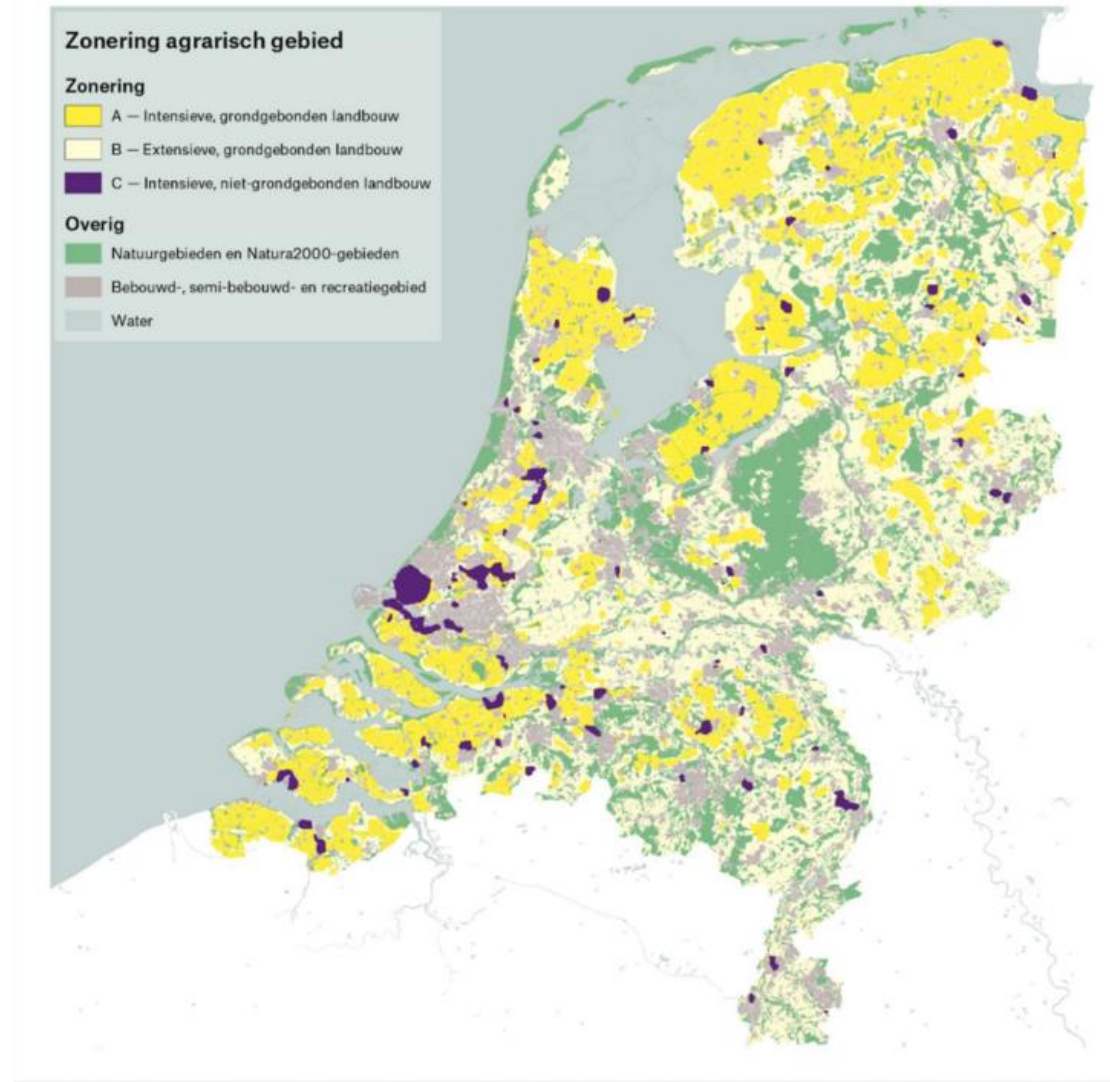 Zonering agrarisch gebied
Zonering
A — Intensieve, grondgebonden landbouw
B — Extensieve, grondgebonden landbouw
C — Intensieve, niet-grondgebonden landbouw
Overig
Natuurgebieden en Natura2000-gebieden
Bebouwd-, semi-bebouwd- en recreatiegebied
Water